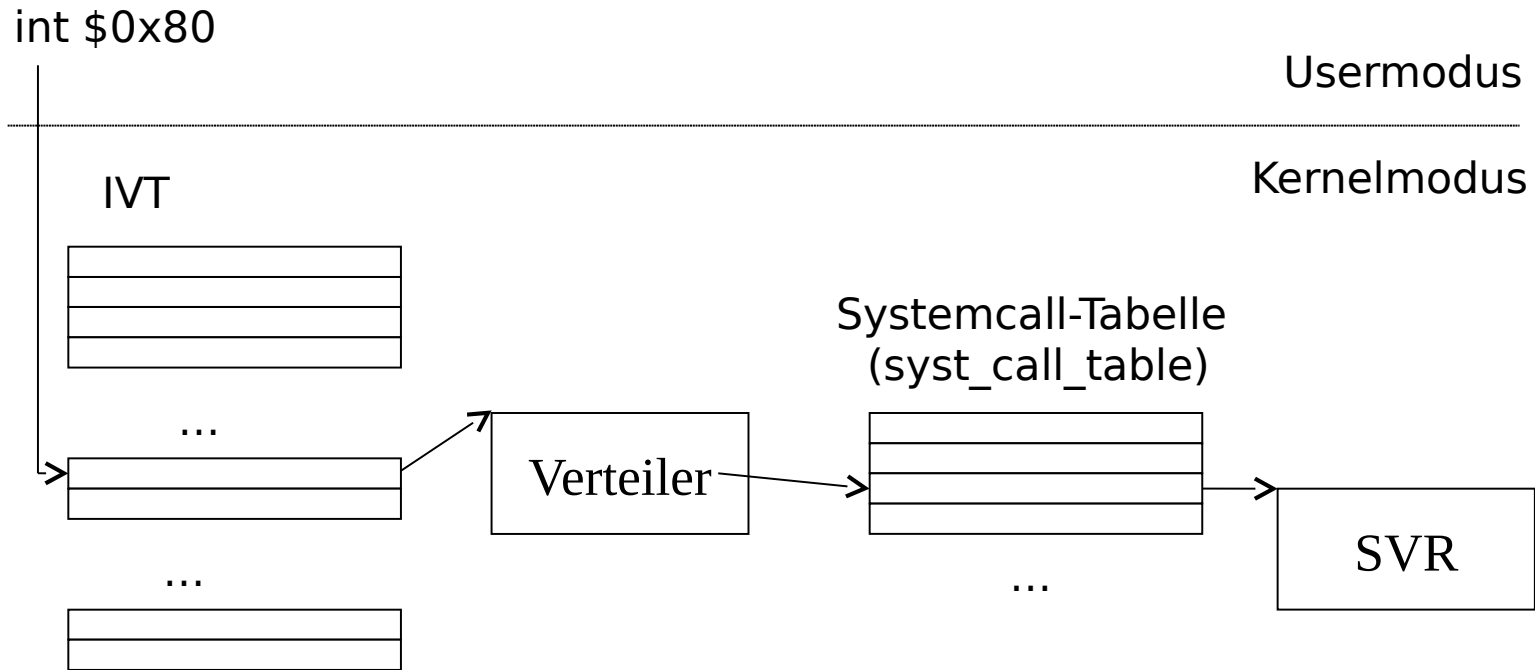 int $0x80
Usermodus
Kernelmodus
IVT
Systemcall-Tabelle
(syst_call_table)
...
Verteiler
SVR
...
...